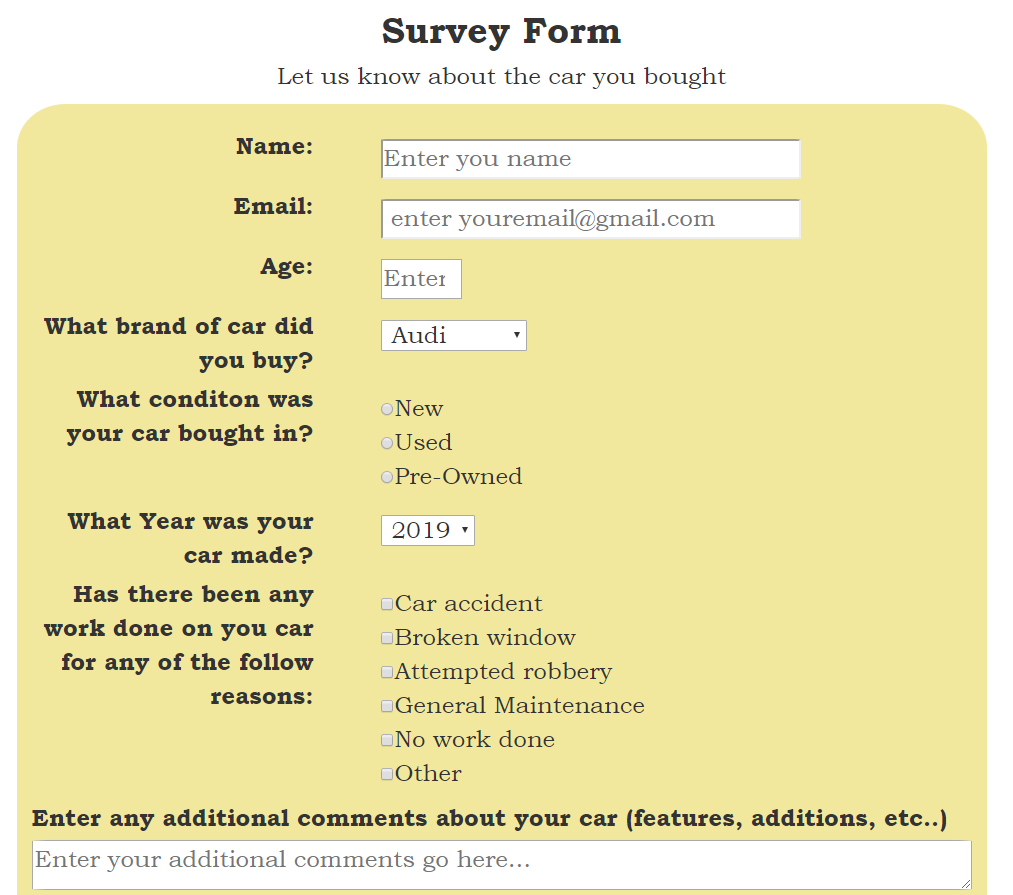 Survey Form
Let us know about the car you bought
Name:
Enter you name
Email:
enter youremail@gmail.com
Age:
Enter
What brand of car did
you buy?
Audi
What conditon was
your car bought in?
New
Used
Pre-Owned
What Year was your
car made?
2019
Has there been any
work done on you car
for any of the follow
reasons:
Car accident
Broken window
Attempted robbery
General Maintenance
No work done
Other
Enter any additional comments about your car (features, additions, etc..)
Enter your additional comments go here...